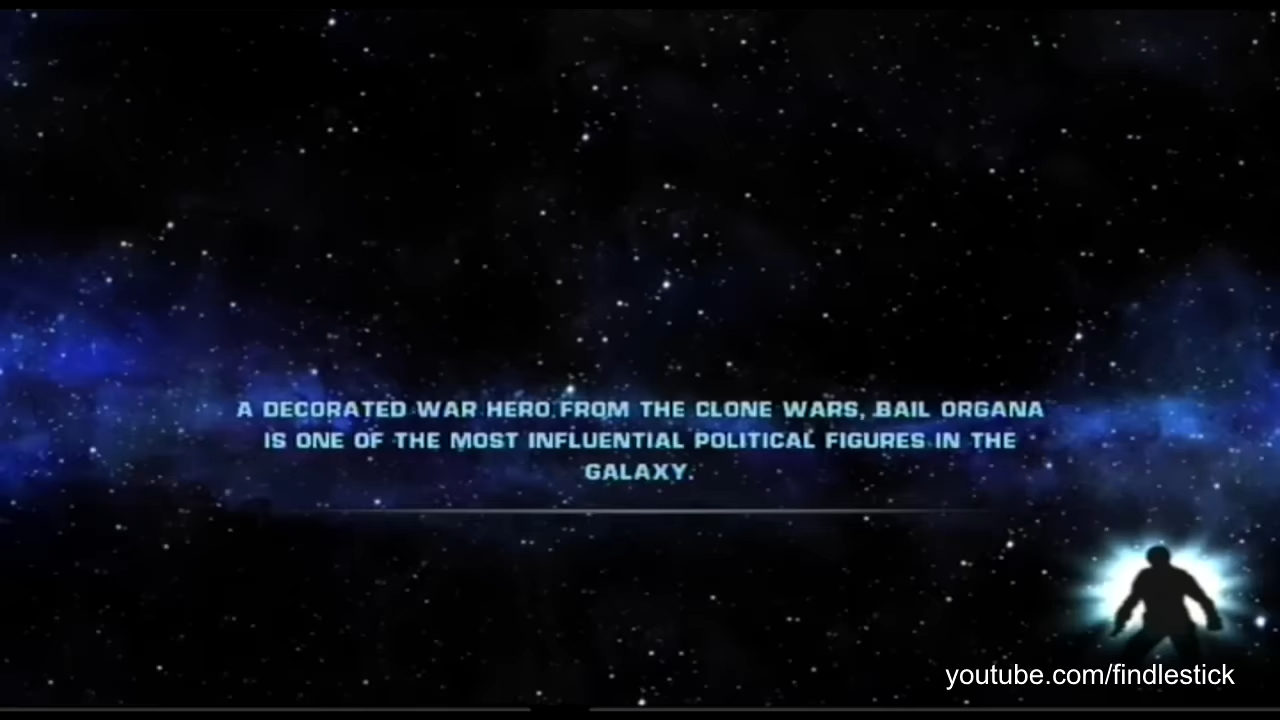 A DECORATED WAR HERO FROM THE CLONE WARS, BAIL ORGANA
IS ONE OF THE MOST INFLUENTIAL POLITICAL FIGURES IN THE
GALAXY.
youtube.com/findlestick